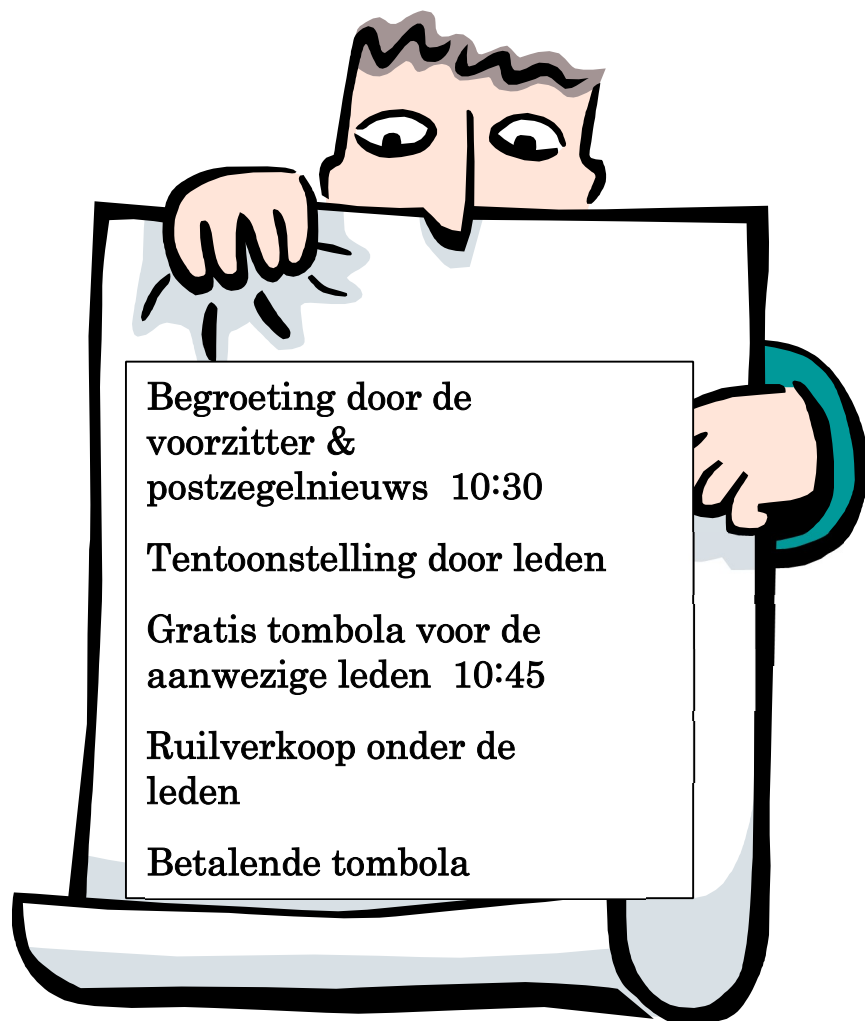 Begroeting door de
voorzitter &
postzegelnieuws 10:30
Tentoonstelling door leden
Gratis tombola voor de
aanwezige leden 10:45
Ruilverkoop onder de
leden
Betalende tombola